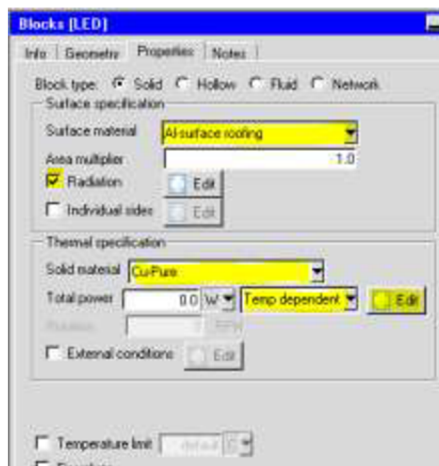 Blocks [LED]
Info Geometry Properties Notes
Block type: Solid Hollow Fluid Network
Surface specification
Surface material Al-surface roofing
Area multiplier 1.0
Radiation Edit
Individual sides Edit
Thermal specification
Solid material Cu-Pure
Total power 0.0 W Temp dependent Edit
RPM
External conditions Edit
Temperature limit default C